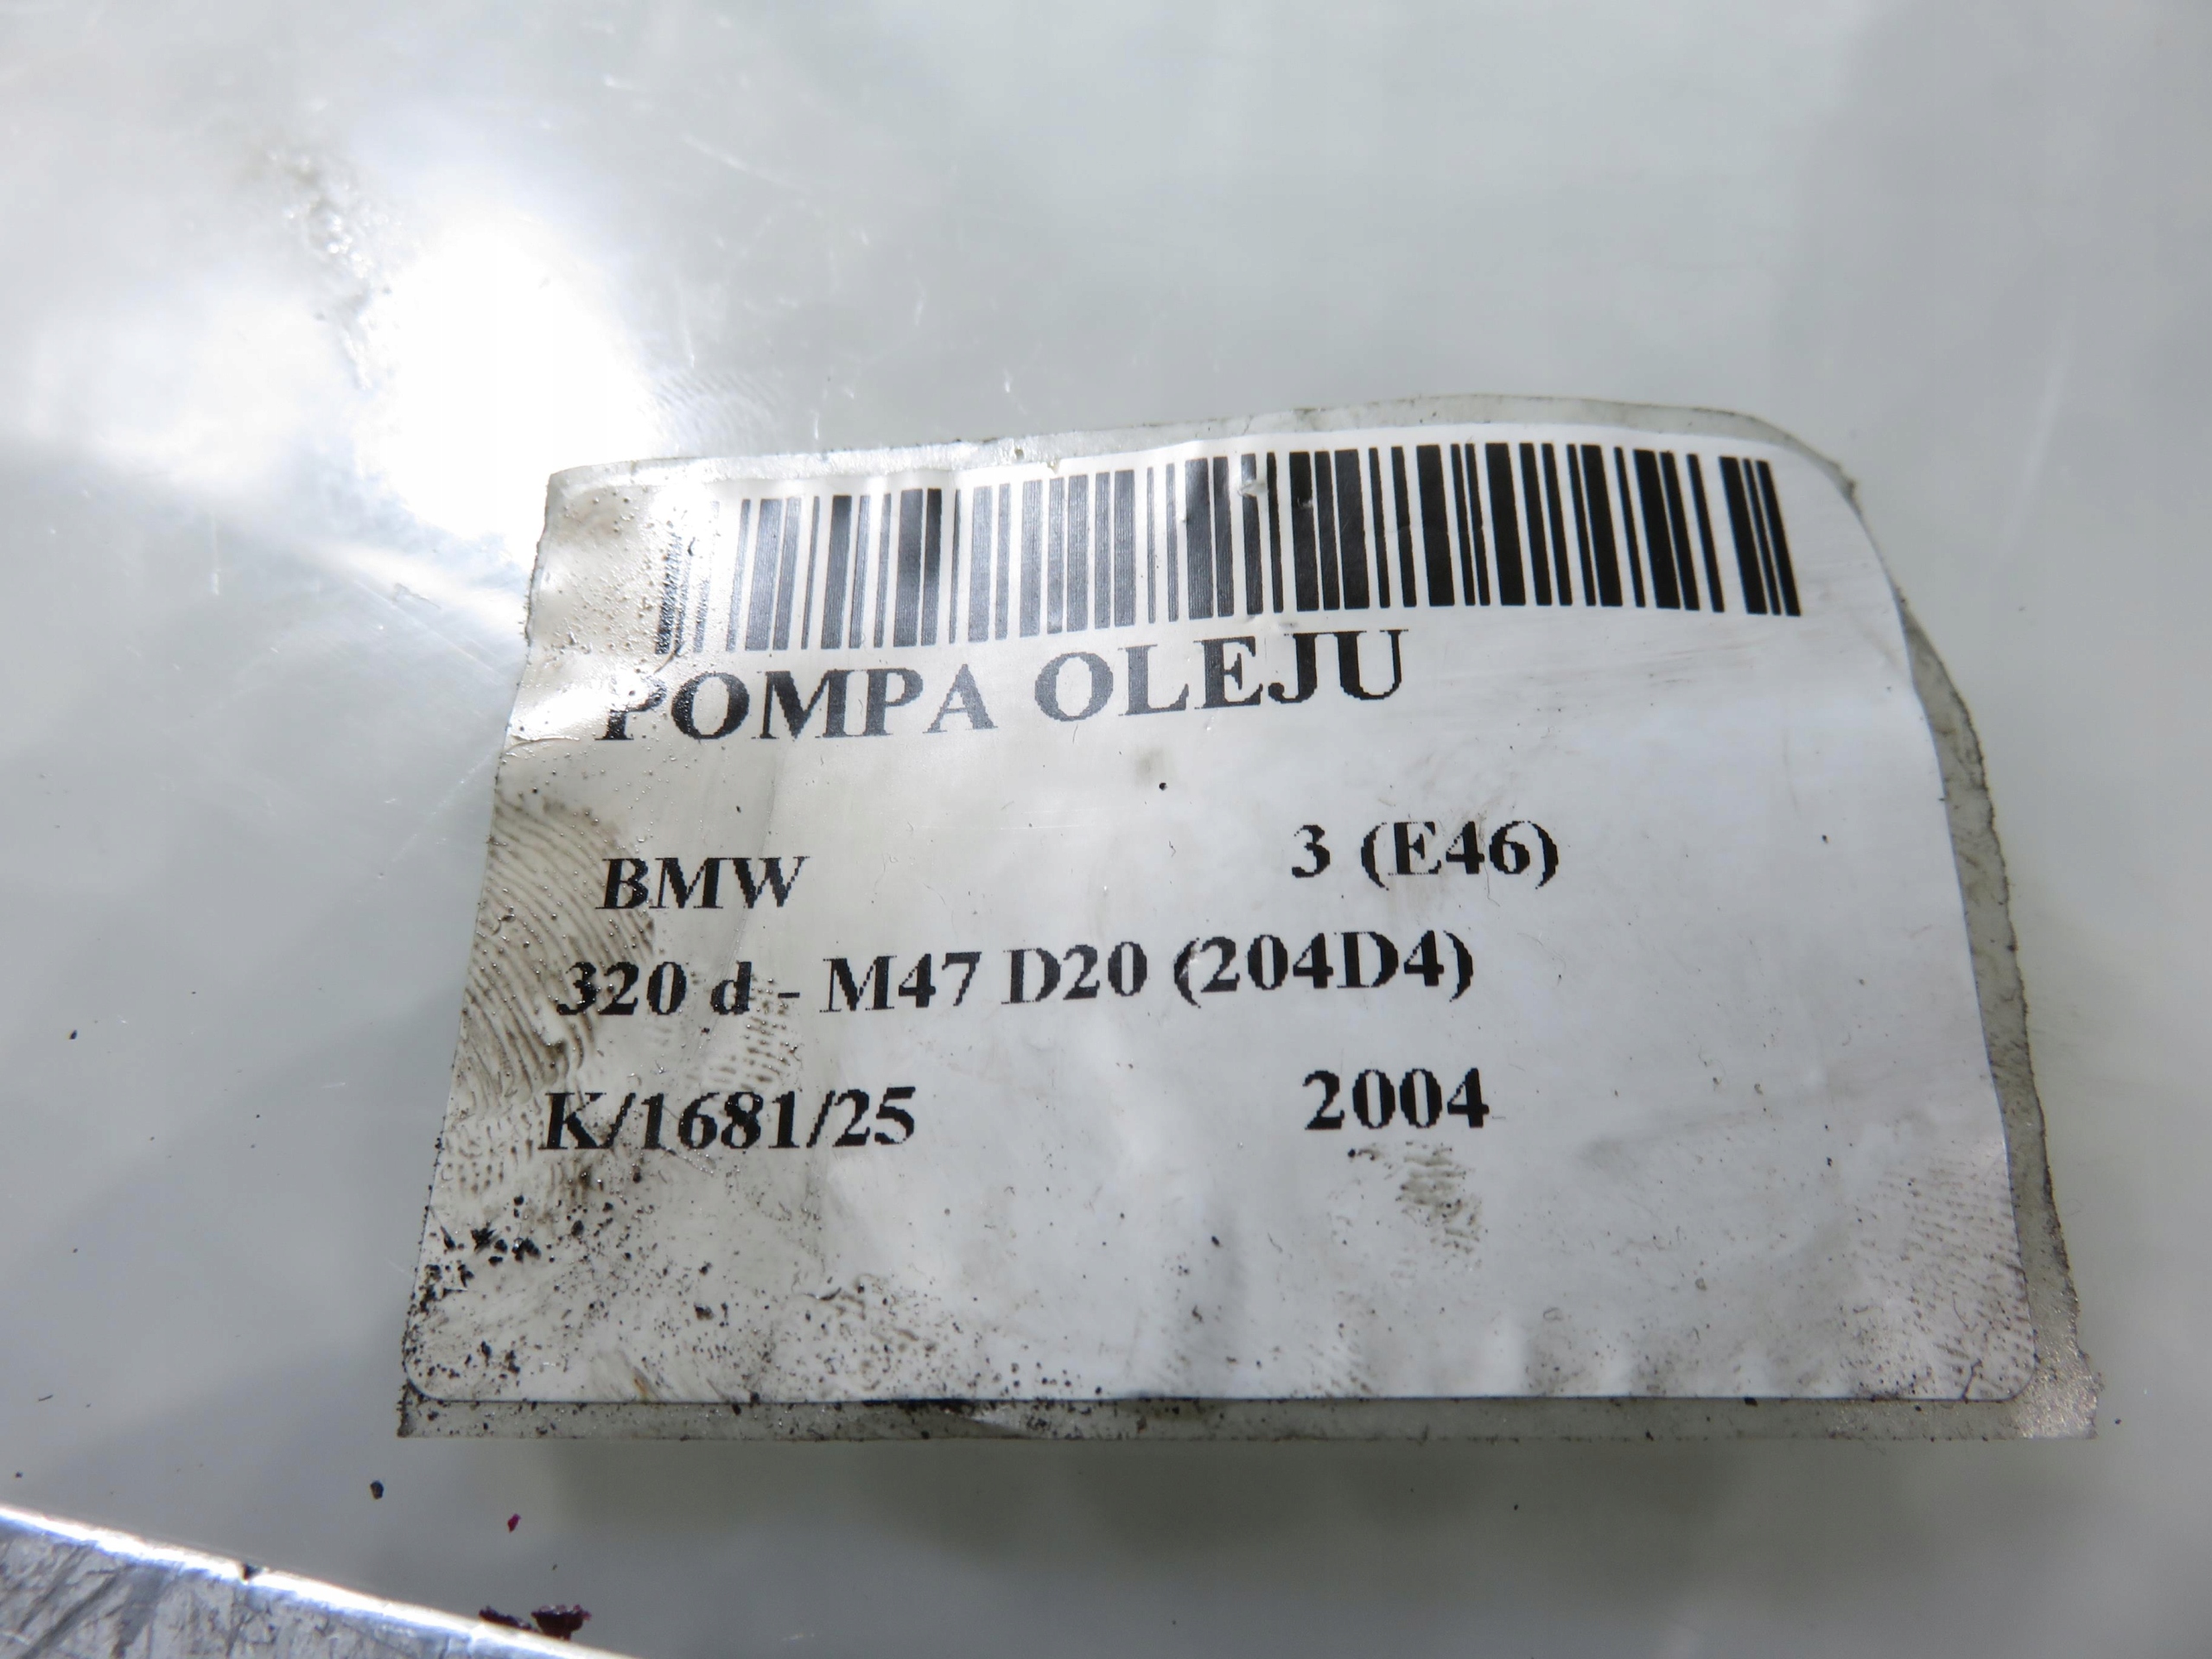 POMPA OLEJU
BMW 3 (E46)
320 d - M47 D20 (204D4)
K/1681/25 2004